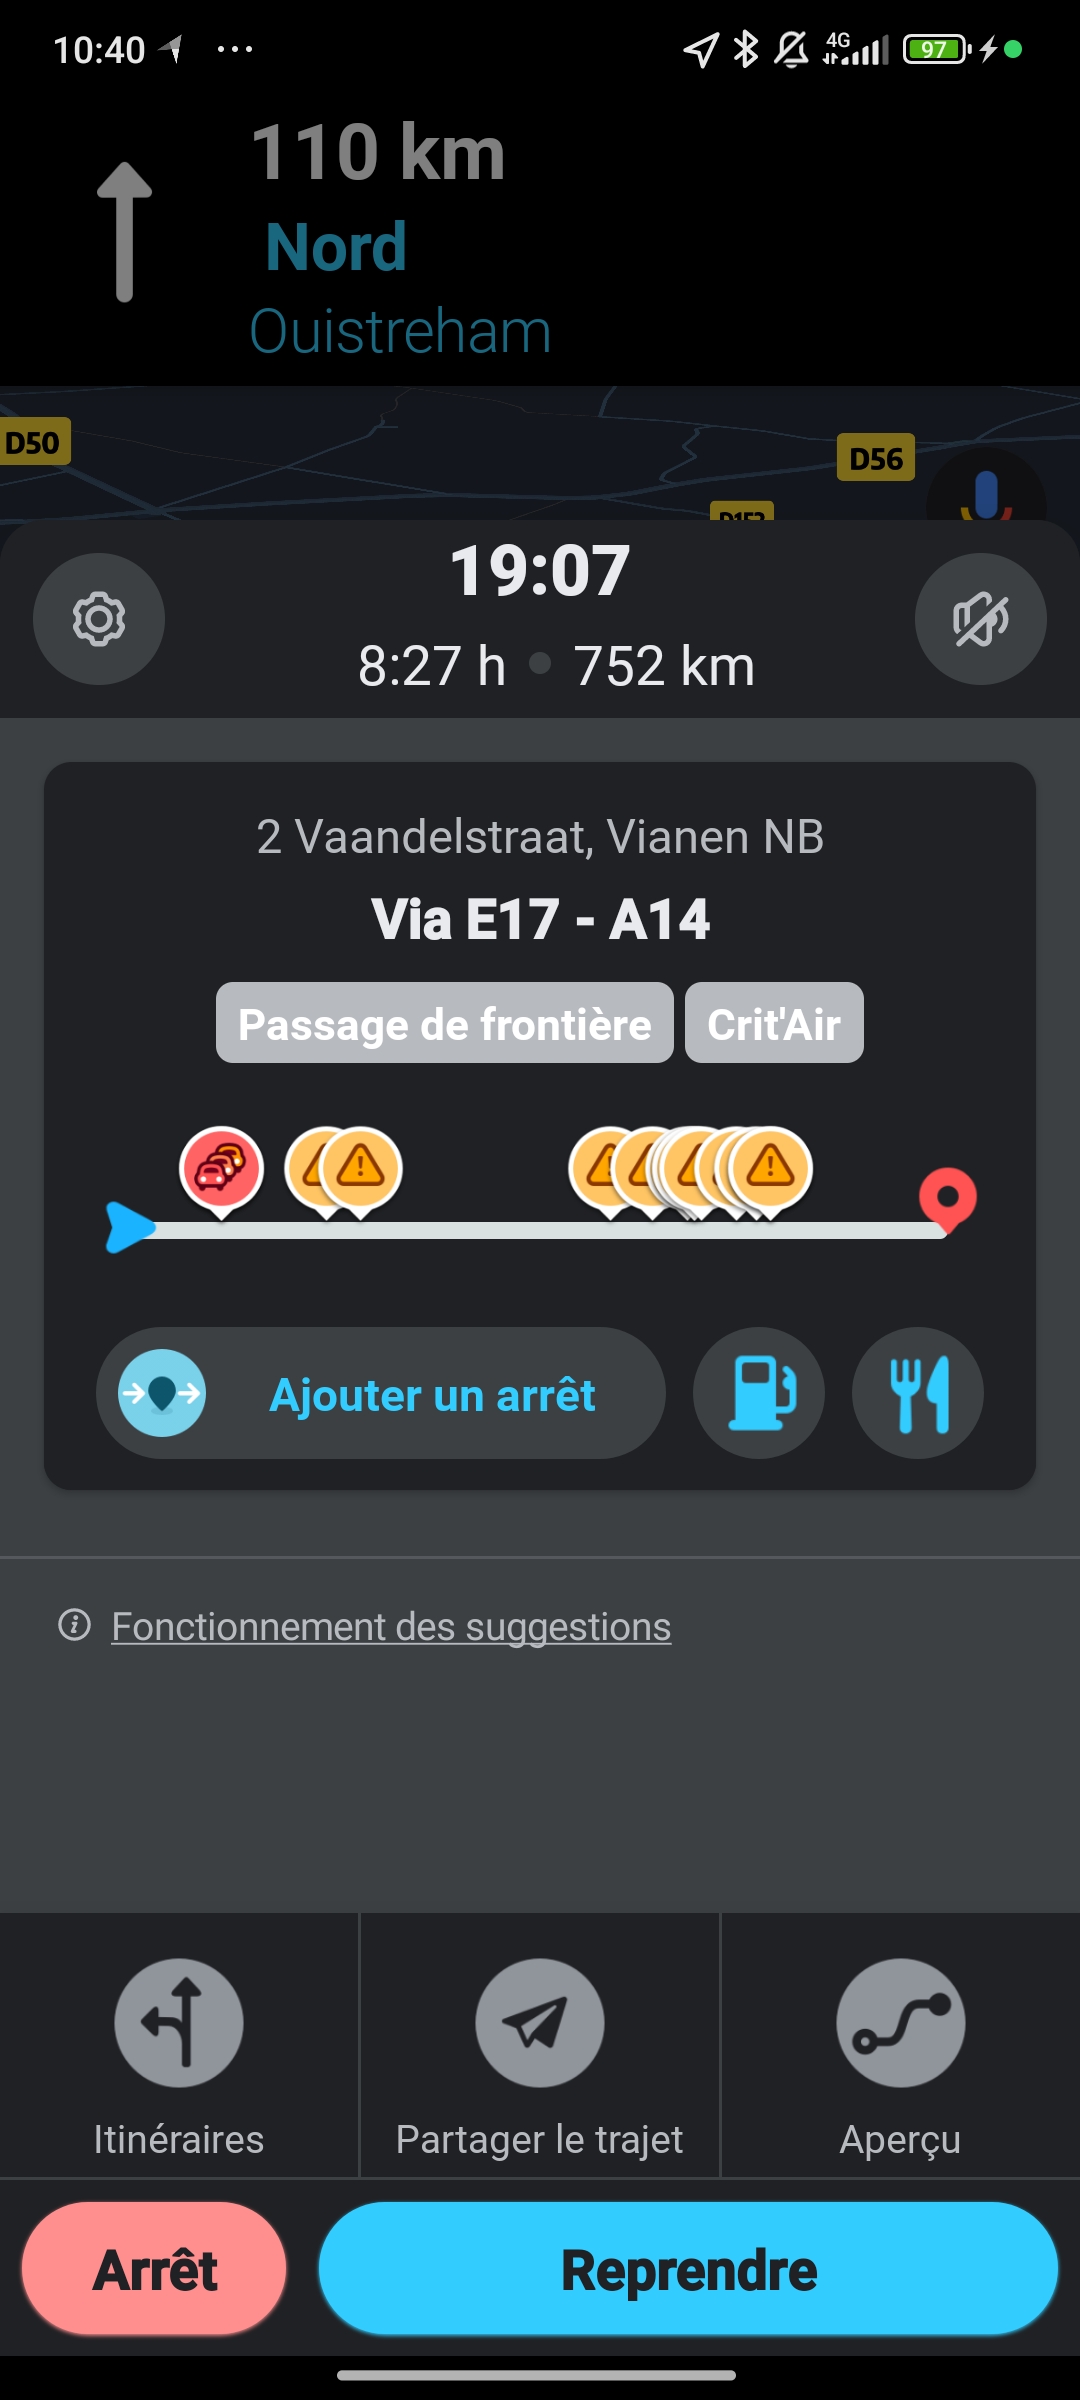 10:40 ... 4G 97
110 km
Nord
Ouistreham
D50
D56
19:07
8:27 h 752 km
2 Vaandelstraat, Vianen NB
Via E17 - A14
Passage de frontière Crit'Air
Ajouter un arrêt
Fonctionnement des suggestions
Itinéraires Partager le trajet Aperçu
Arrêt Reprendre